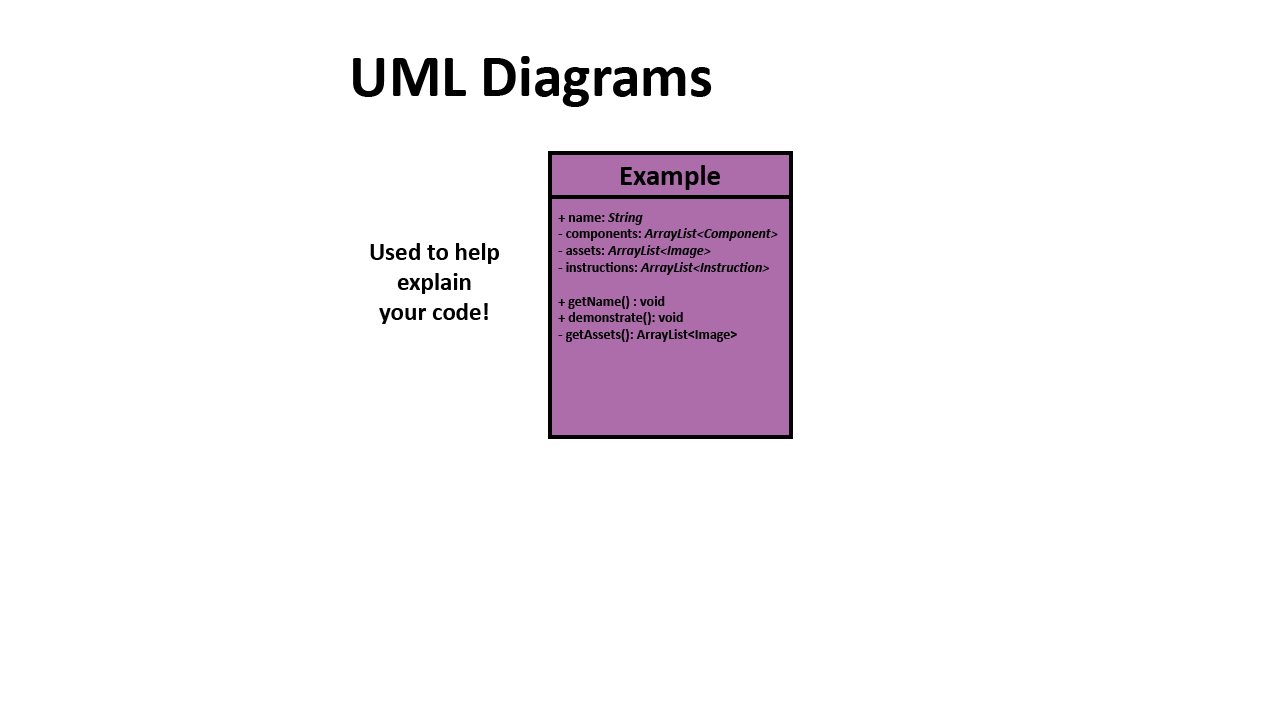 UML Diagrams
Used to help
explain
your code!
Example
+ name: String
- components: ArrayList<Component>
- assets: ArrayList<Image>
- instructions: ArrayList<Instruction>
+ getName() : void
+ demonstrate(): void
- getAssets(): ArrayList<Image>